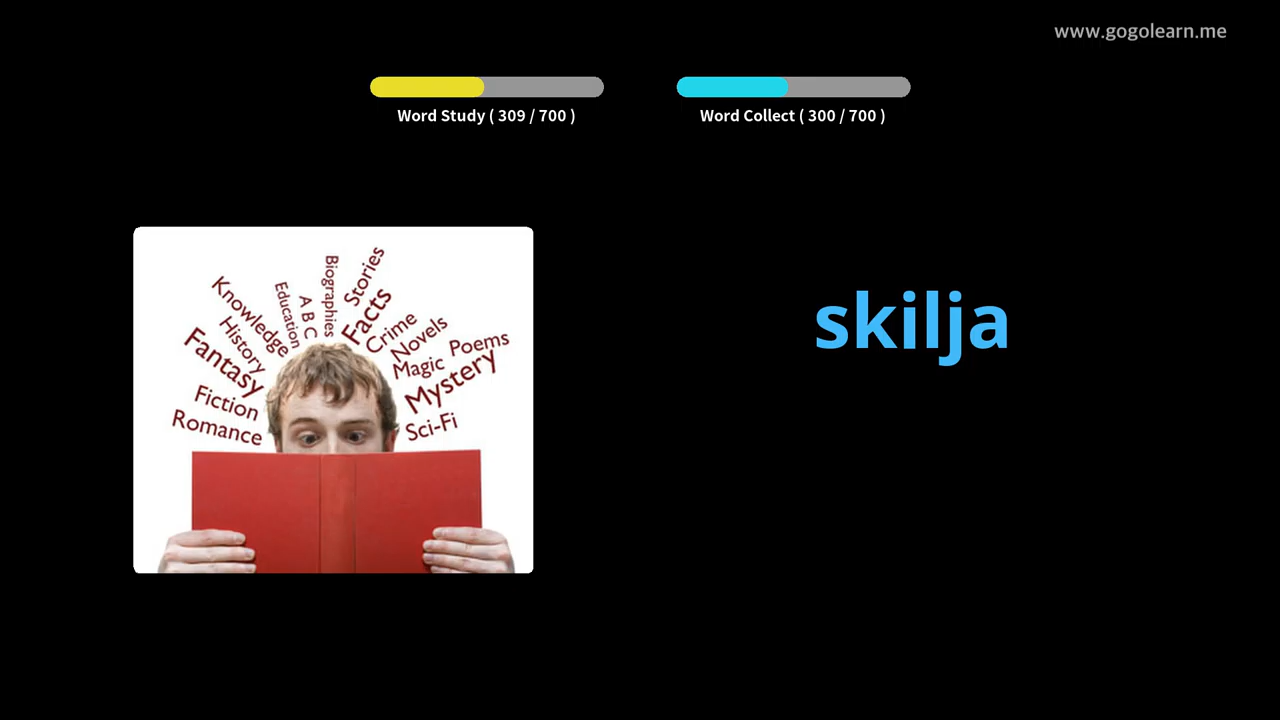 www.gogolearn.me
Word Study ( 309 / 700 )
Word Collect ( 300 / 700 )
skilja
Romance
Fiction
Fantasy
History
Knowledge
Education
A B C
Biographies
Stories
Facts
Crime
Novels
Magic
Poems
Mystery
Sci-Fi